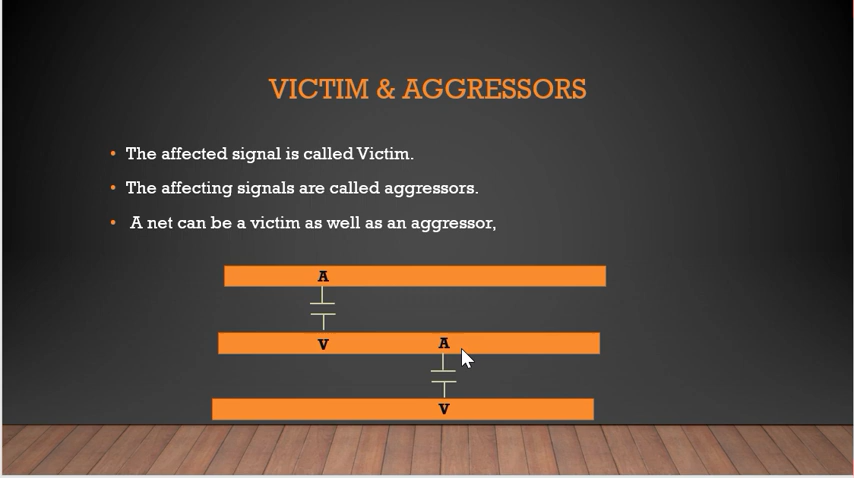 VICTIM & AGGRESSORS
• The affected signal is called Victim.
• The affecting signals are called aggressors.
• A net can be a victim as well as an aggressor,
A
V A
V